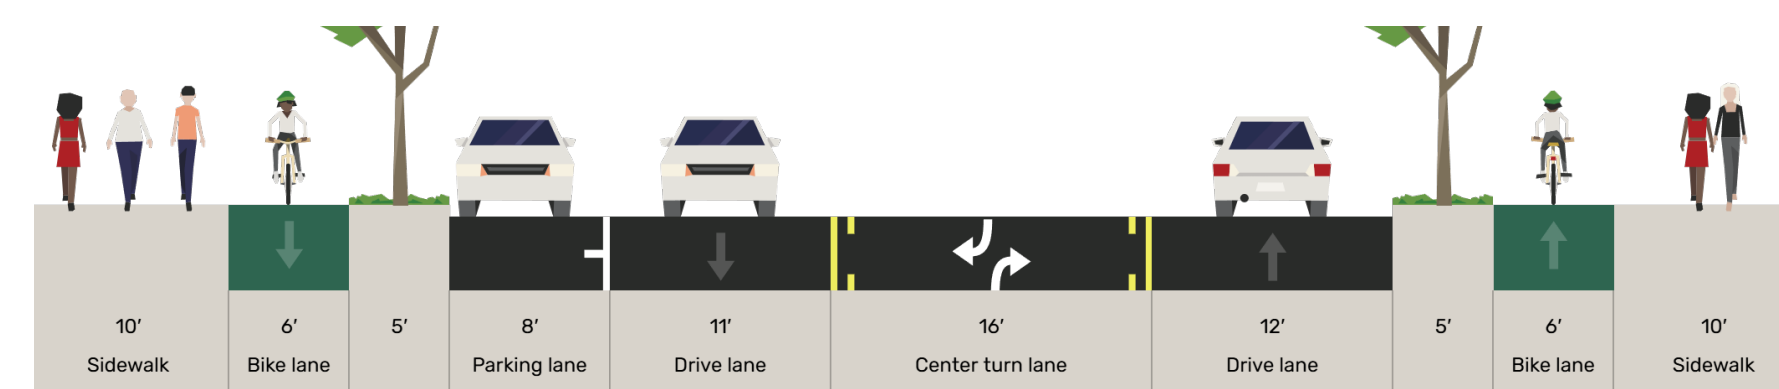 10′ 6′ 5′ 8′ 11′ 16′ 12′ 5′ 6′ 10′
Sidewalk Bike lane Parking lane Drive lane Center turn lane Drive lane Bike lane Sidewalk